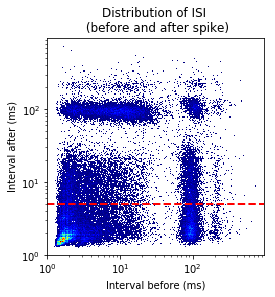 Distribution of ISI
(before and after spike)
Interval after (ms)
10²
10¹
10⁰
10⁰ 10¹ 10²
Interval before (ms)